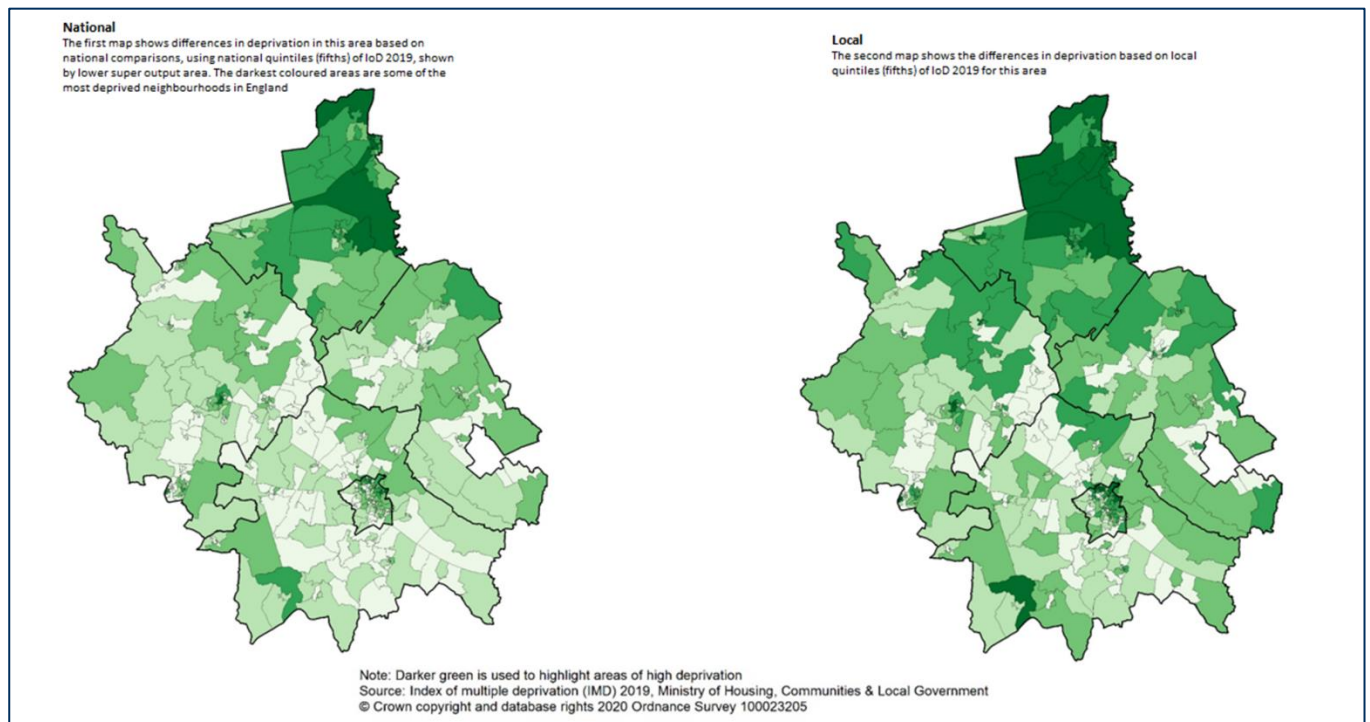 National
The first map shows differences in deprivation in this area based on
national comparisons, using national quintiles (fifths) of IoD 2019, shown
by lower super output area. The darkest coloured areas are some of the
most deprived neighbourhoods in England
Local
The second map shows the differences in deprivation based on local
quintiles (fifths) of IoD 2019 for this area
Note: Darker green is used to highlight areas of high deprivation
Source: Index of multiple deprivation (IMD) 2019, Ministry of Housing, Communities & Local Government
© Crown copyright and database rights 2020 Ordnance Survey 100023205